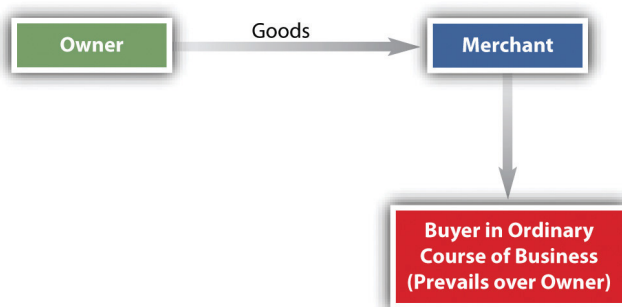 Owner
Goods
Merchant
Buyer in Ordinary
Course of Business
(Prevails over Owner)